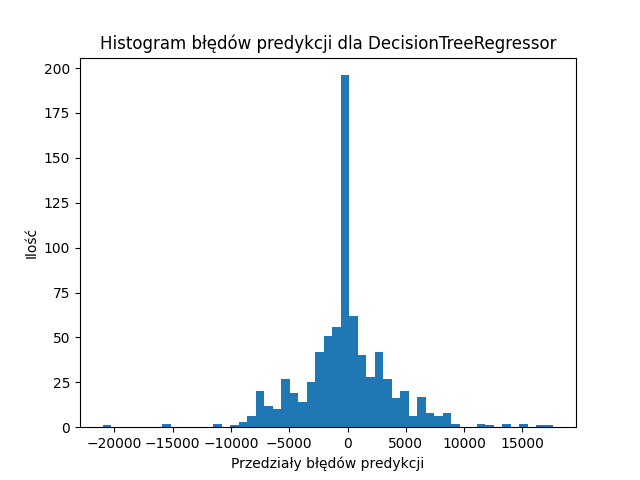 Histogram błędów predykcji dla DecisionTreeRegressor
200
175
150
125
100
75
50
25
0
Ilość
−20000 −15000 −10000 −5000 0 5000 10000 15000
Przedziały błędów predykcji